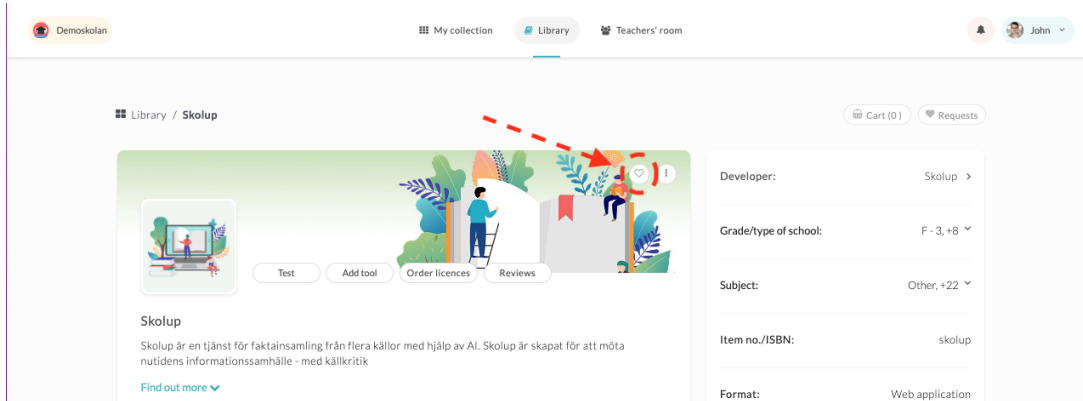 Demoskolan
My collection
Library
Teachers' room
John
Library / Skolup
Cart (0)
Requests
Test
Add tool
Order licences
Reviews
Skolup
Skolup är en tjänst för faktainsamling från flera källor med hjälp av AI. Skolup är skapat för att möta
nutidens informationssamhälle - med källkritik
Find out more
Developer: Skolup
Grade/type of school: F - 3, +8
Subject: Other, +22
Item no./ISBN: skolup
Format: Web application